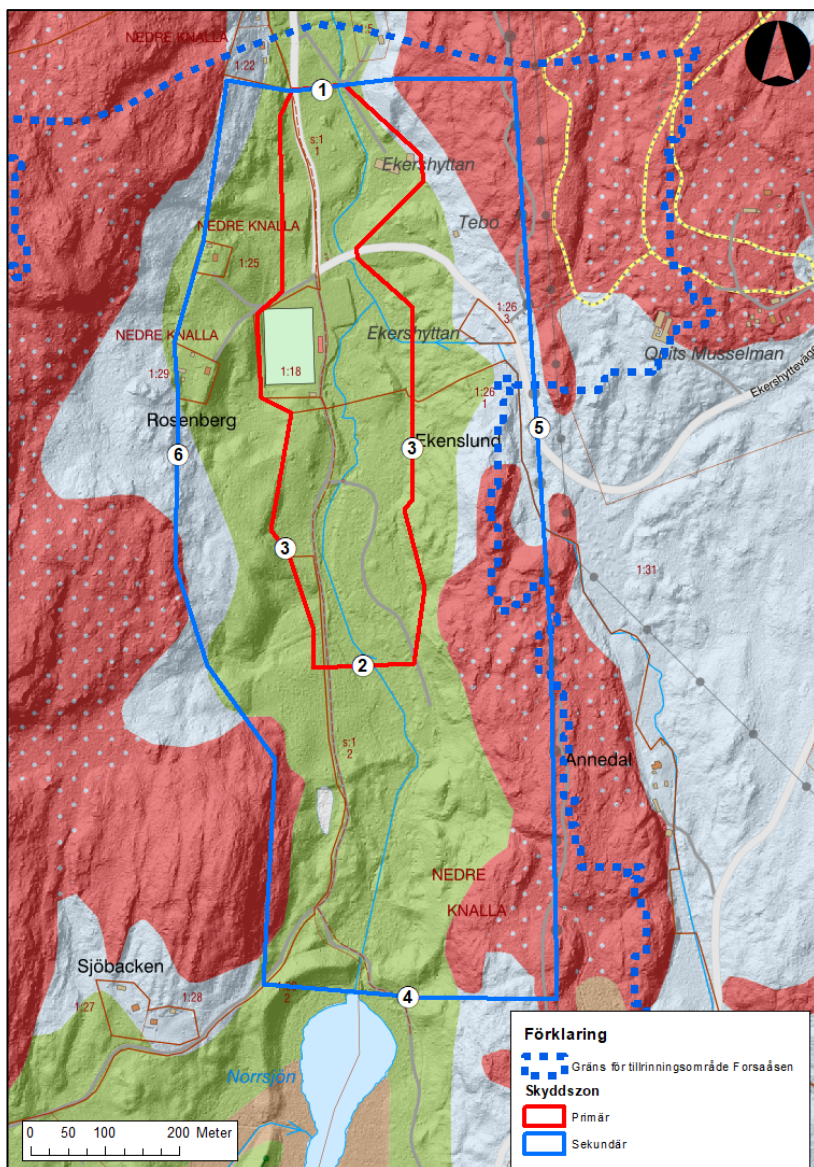 NEDRE KNALLA
1:22
1:5
1
s:1
1
Ekershyttan
Tebo
NEDRE KNALLA
1:25
1:26
3
NEDRE KNALLA
Ekershyttan
Qvits Musselman
1:18
1:29
Ekershyttevägen
1:26
1
Rosenberg
Ekenslund
5
3
6
3
1:31
2
s:1
2
Annedal
NEDRE
KNALLA
Sjöbacken
1:27
1:28
2
4
Norrsjön
0 50 100 200 Meter
Förklaring
Gräns för tillrinningsområde Forsaåsen
Skyddszon
Primär
Sekundär